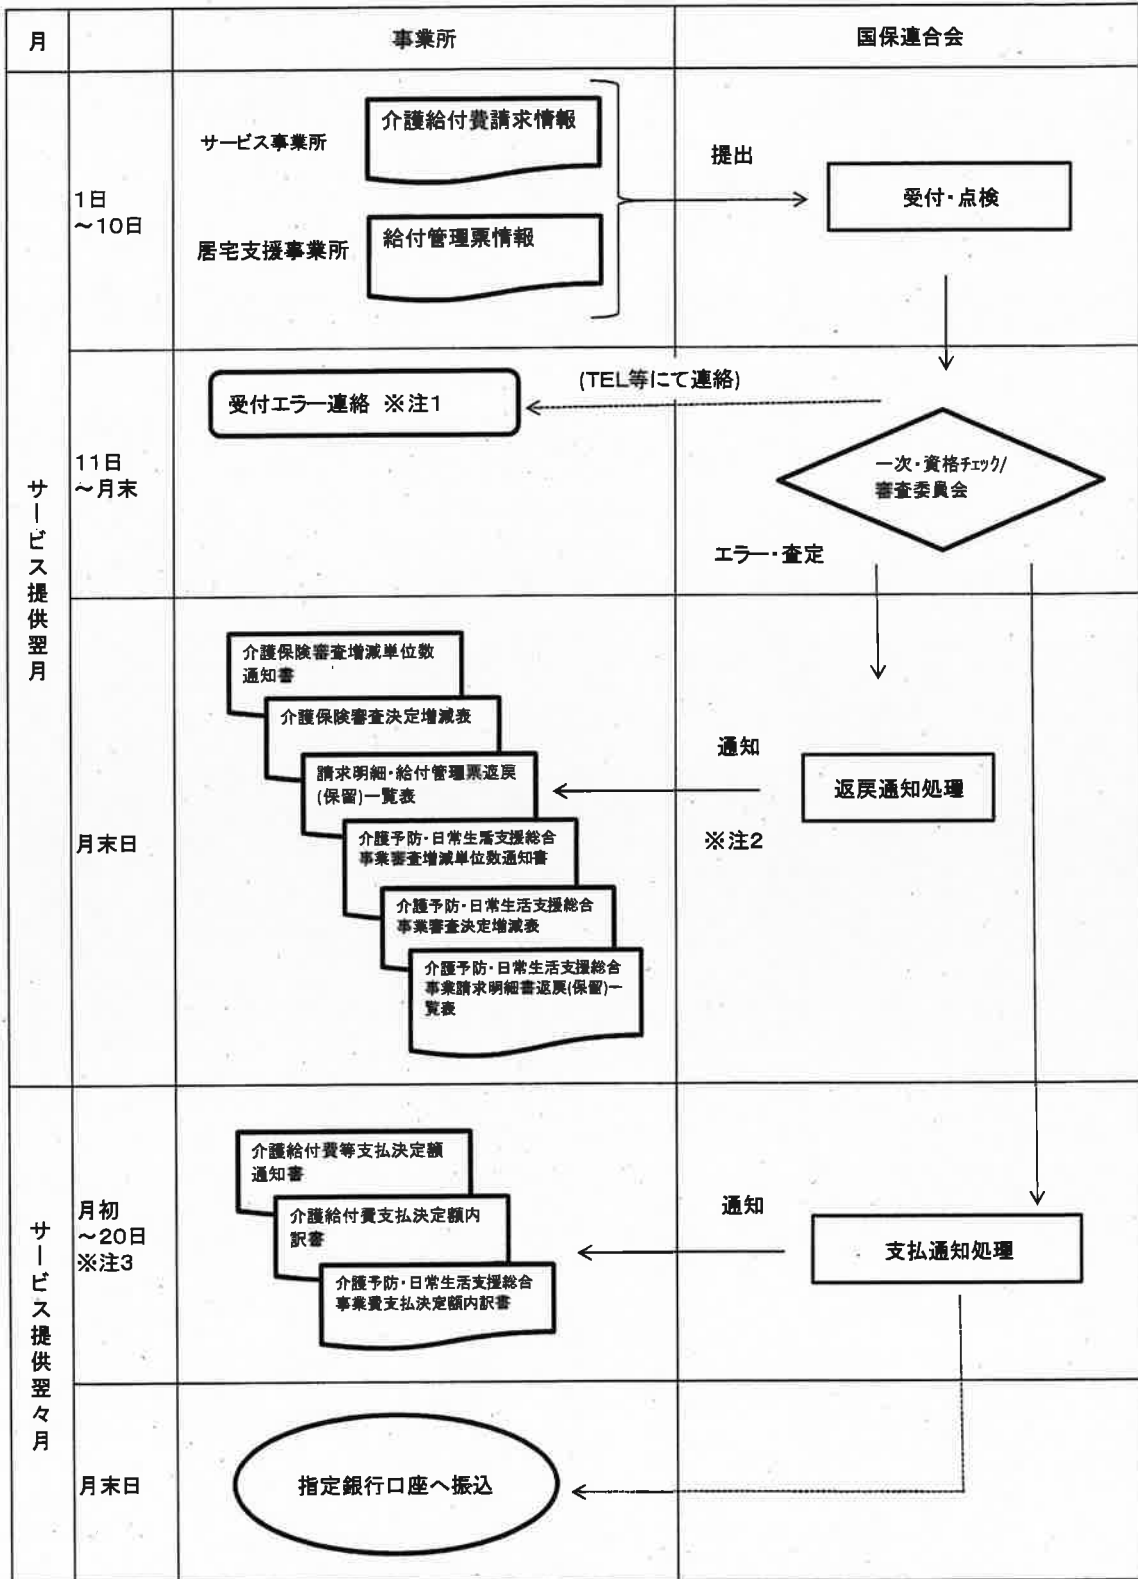 月
事業所
国保連合会
サービス提供翌月
1日
～10日
サービス事業所
介護給付費請求情報
居宅支援事業所
給付管理票情報
提出
受付・点検
11日
～月末
受付エラー連絡 ※注1
(TEL等にて連絡)
一次・資格チェック/
審査委員会
エラー・査定
月末日
介護保険審査増減単位数
通知書
介護保険審査決定増減表
請求明細・給付管理票返戻
(保留)一覧表
介護予防・日常生活支援総合
事業審査増減単位数通知書
介護予防・日常生活支援総合
事業審査決定増減表
介護予防・日常生活支援総合
事業請求明細書返戻(保留)一
覧表
通知
※注2
返戻通知処理
サービス提供翌々月
月初
～20日
※注3
介護給付費等支払決定額
通知書
介護給付費支払決定額内
訳書
介護予防・日常生活支援総合
事業費支払決定額内訳書
通知
支払通知処理
月末日
指定銀行口座へ振込